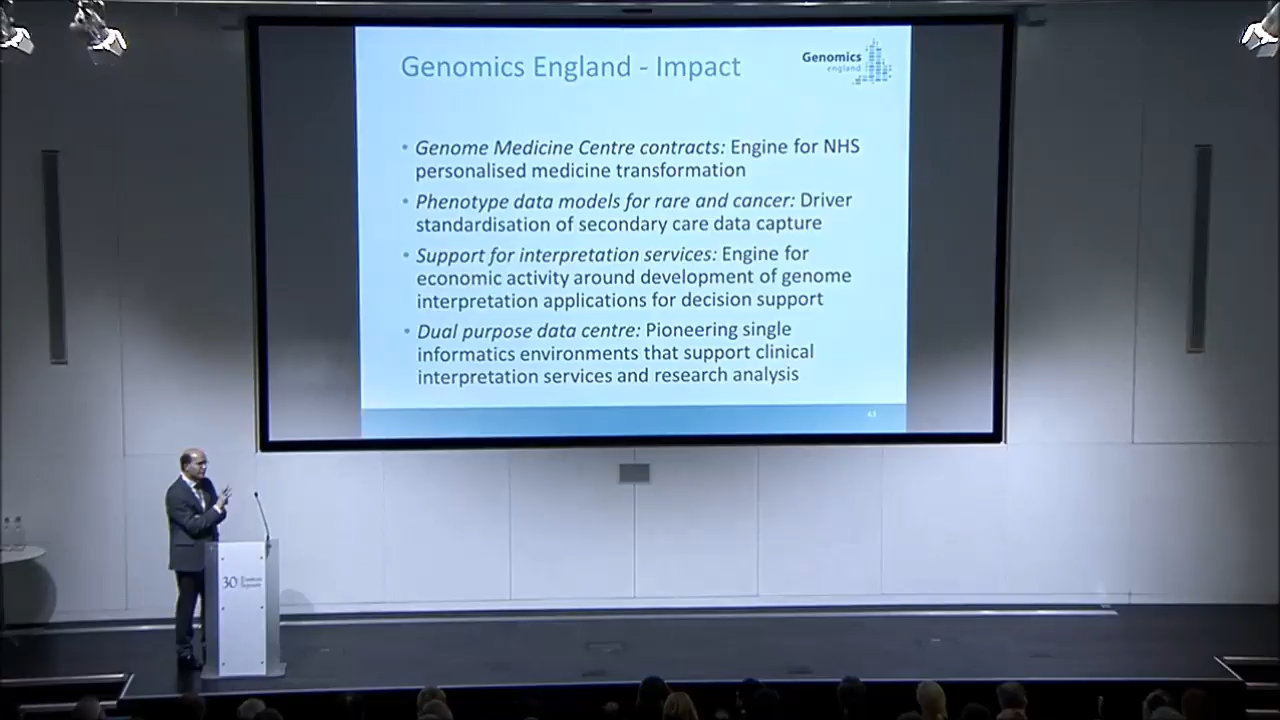 Genomics England - Impact
Genomics
england
• Genome Medicine Centre contracts: Engine for NHS
personalised medicine transformation
• Phenotype data models for rare and cancer: Driver
standardisation of secondary care data capture
• Support for interpretation services: Engine for
economic activity around development of genome
interpretation applications for decision support
• Dual purpose data centre: Pioneering single
informatics environments that support clinical
interpretation services and research analysis
30